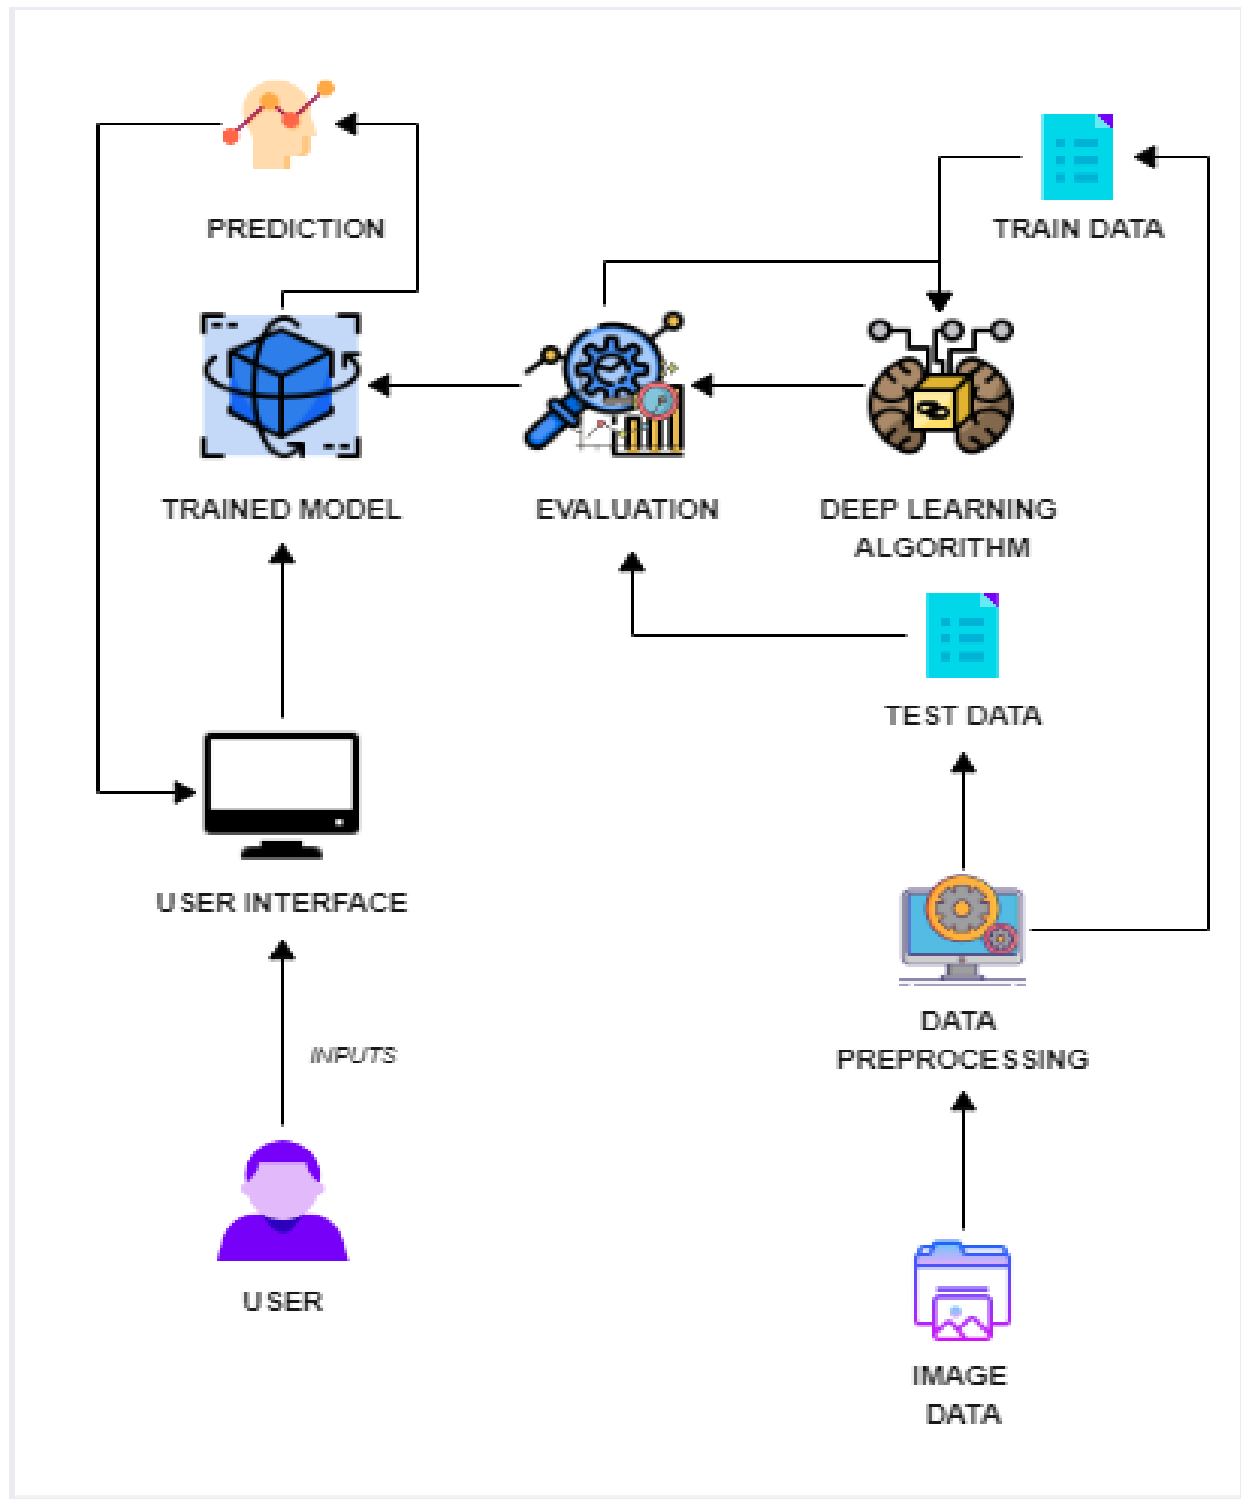 PREDICTION
TRAIN DATA
TRAINED MODEL
EVALUATION
DEEP LEARNING
ALGORITHM
TEST DATA
USER INTERFACE
DATA
PREPROCESSING
INPUTS
USER
IMAGE
DATA